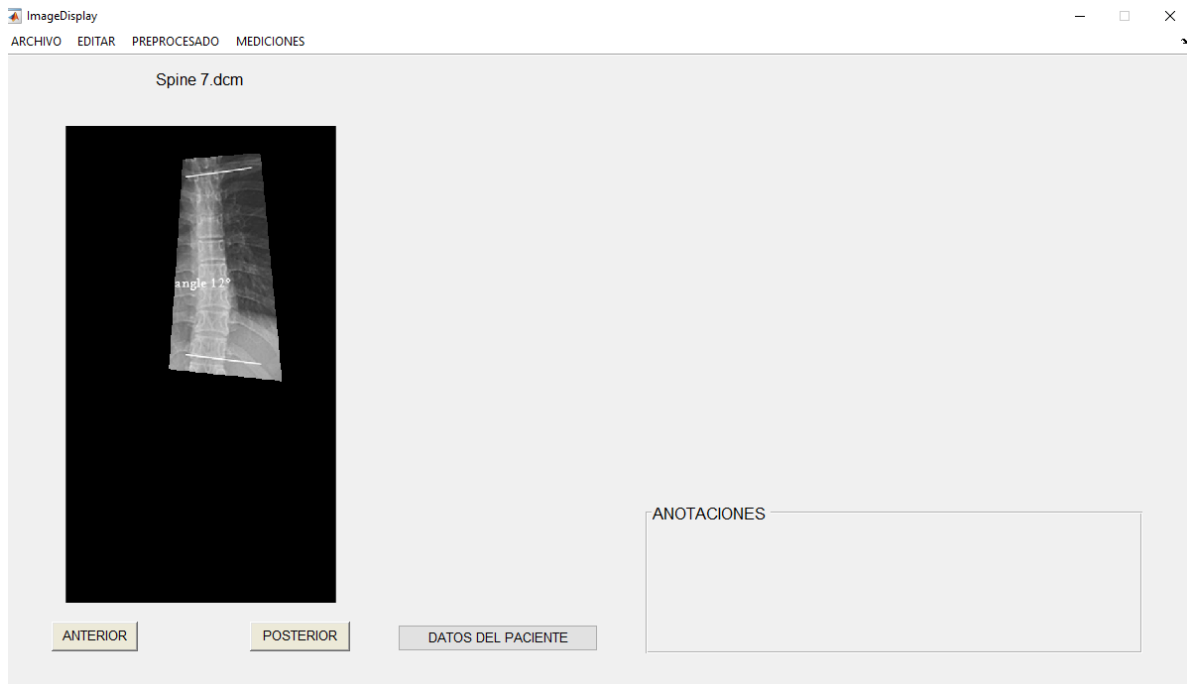 ImageDisplay
ARCHIVO EDITAR PREPROCESADO MEDICIONES
Spine 7.dcm
angle 12°
ANOTACIONES
ANTERIOR POSTERIOR DATOS DEL PACIENTE